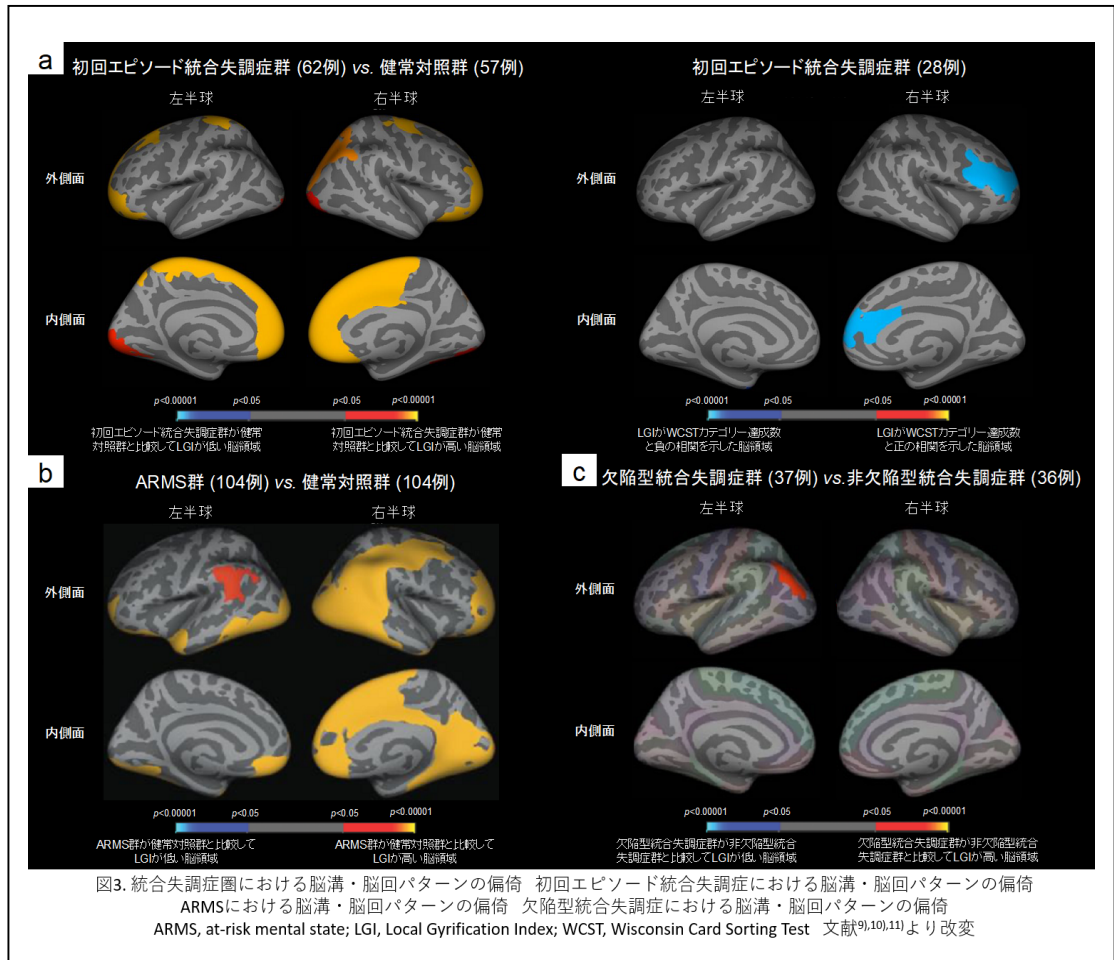 a
初回エピソード統合失調症群 (62例) vs. 健常対照群 (57例)
左半球
右半球
外側面
内側面
p<0.00001
p<0.05
p<0.05
p<0.00001
初回エピソード統合失調症群が健常
対照群と比較してLGIが低い脳領域
初回エピソード統合失調症群が健常
対照群と比較してLGIが高い脳領域
初回エピソード統合失調症群 (28例)
左半球
右半球
外側面
内側面
p<0.00001
p<0.05
p<0.05
p<0.00001
LGIがWCSTカテゴリー達成数
と負の相関を示した脳領域
LGIがWCSTカテゴリー達成数
と正の相関を示した脳領域
b
ARMS群 (104例) vs. 健常対照群 (104例)
左半球
右半球
外側面
内側面
p<0.00001
p<0.05
p<0.05
p<0.00001
ARMS群が健常対照群と比較して
LGIが低い脳領域
ARMS群が健常対照群と比較して
LGIが高い脳領域
c
欠陥型統合失調症群 (37例) vs.非欠陥型統合失調症群 (36例)
左半球
右半球
外側面
内側面
p<0.00001
p<0.05
p<0.05
p<0.00001
欠陥型統合失調症群が非欠陥型統合
失調症群と比較してLGIが低い脳領域
欠陥型統合失調症群が非欠陥型統合
失調症群と比較してLGIが高い脳領域
図3. 統合失調症圏における脳溝・脳回パターンの偏倚 初回エピソード統合失調症における脳溝・脳回パターンの偏倚
ARMSにおける脳溝・脳回パターンの偏倚 欠陥型統合失調症における脳溝・脳回パターンの偏倚
ARMS, at-risk mental state; LGI, Local Gyrification Index; WCST, Wisconsin Card Sorting Test 文献9),10),11)より改変